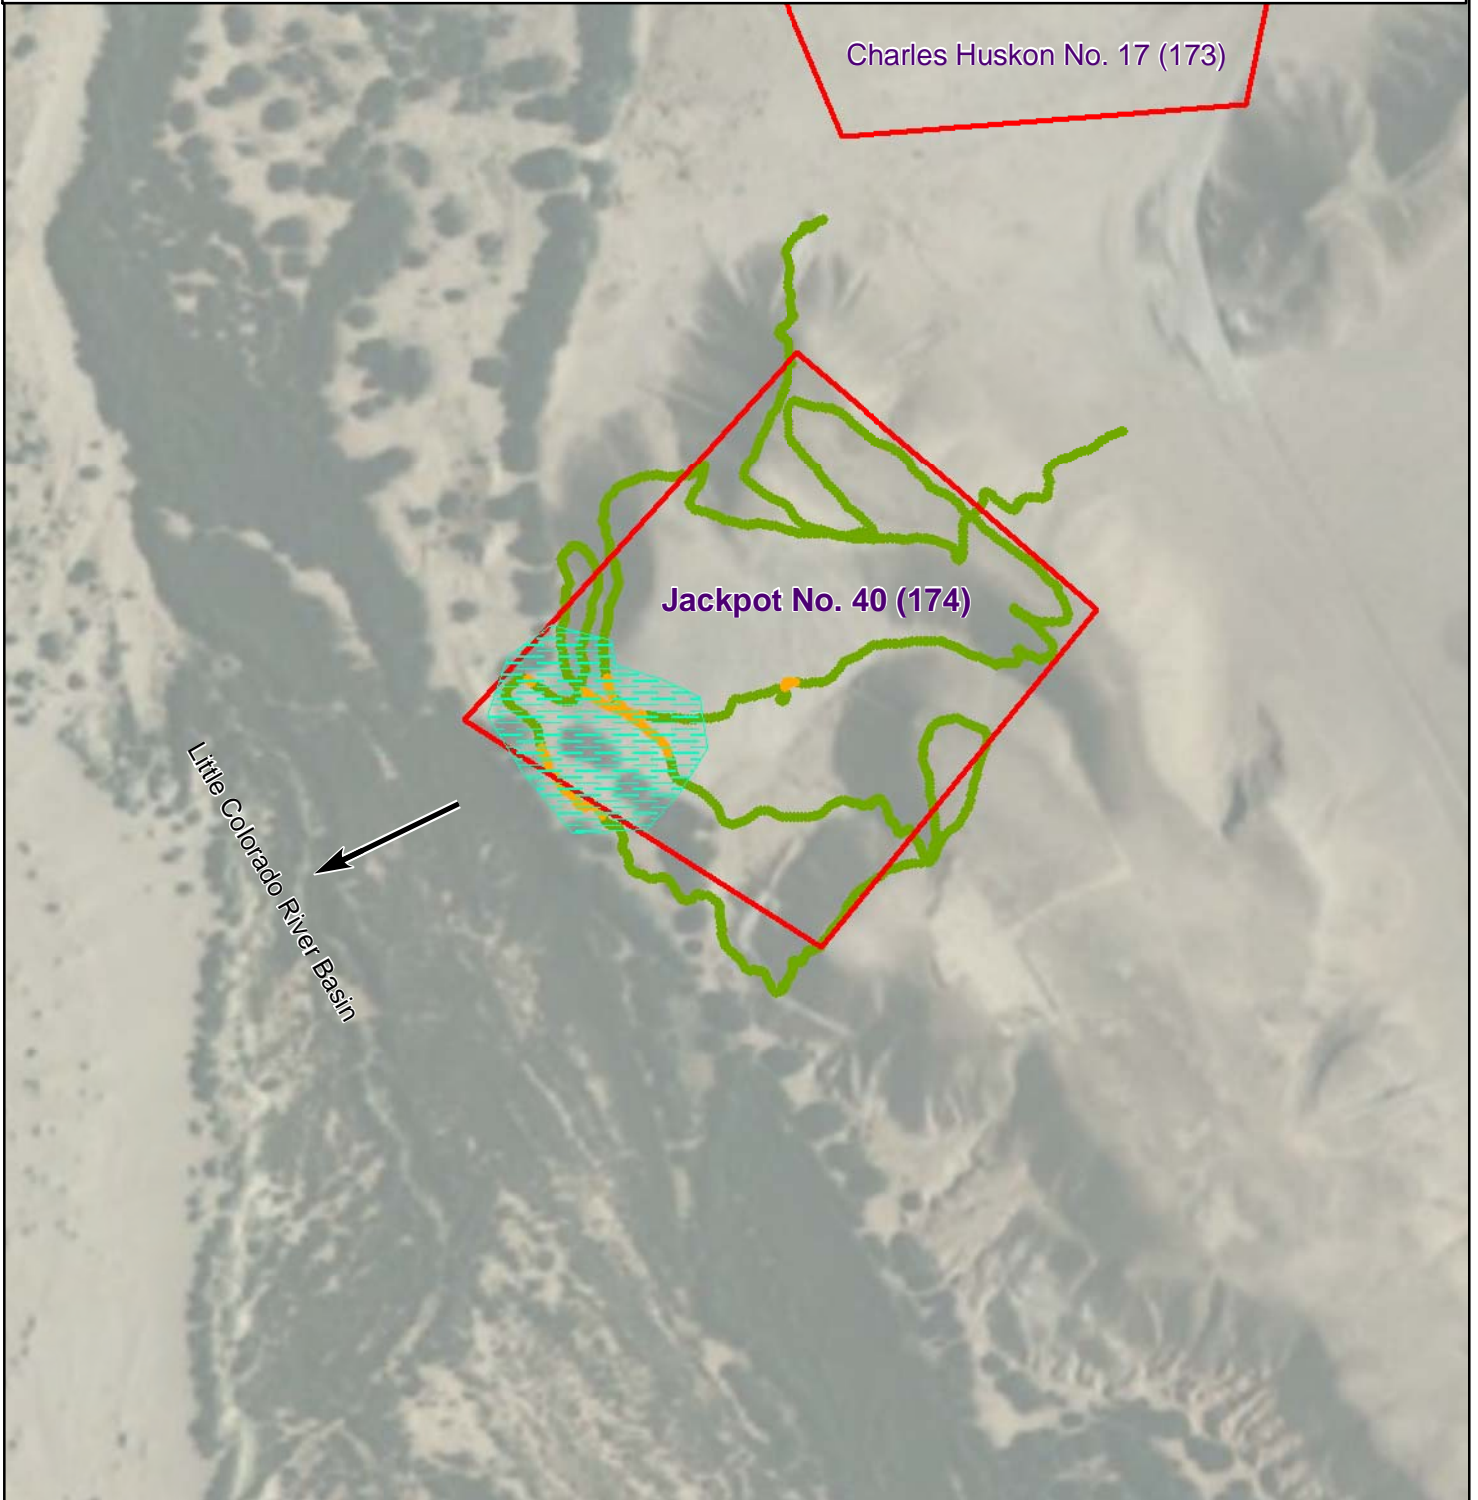 Charles Huskon No. 17 (173)
Jackpot No. 40 (174)
Little Colorado River Basin